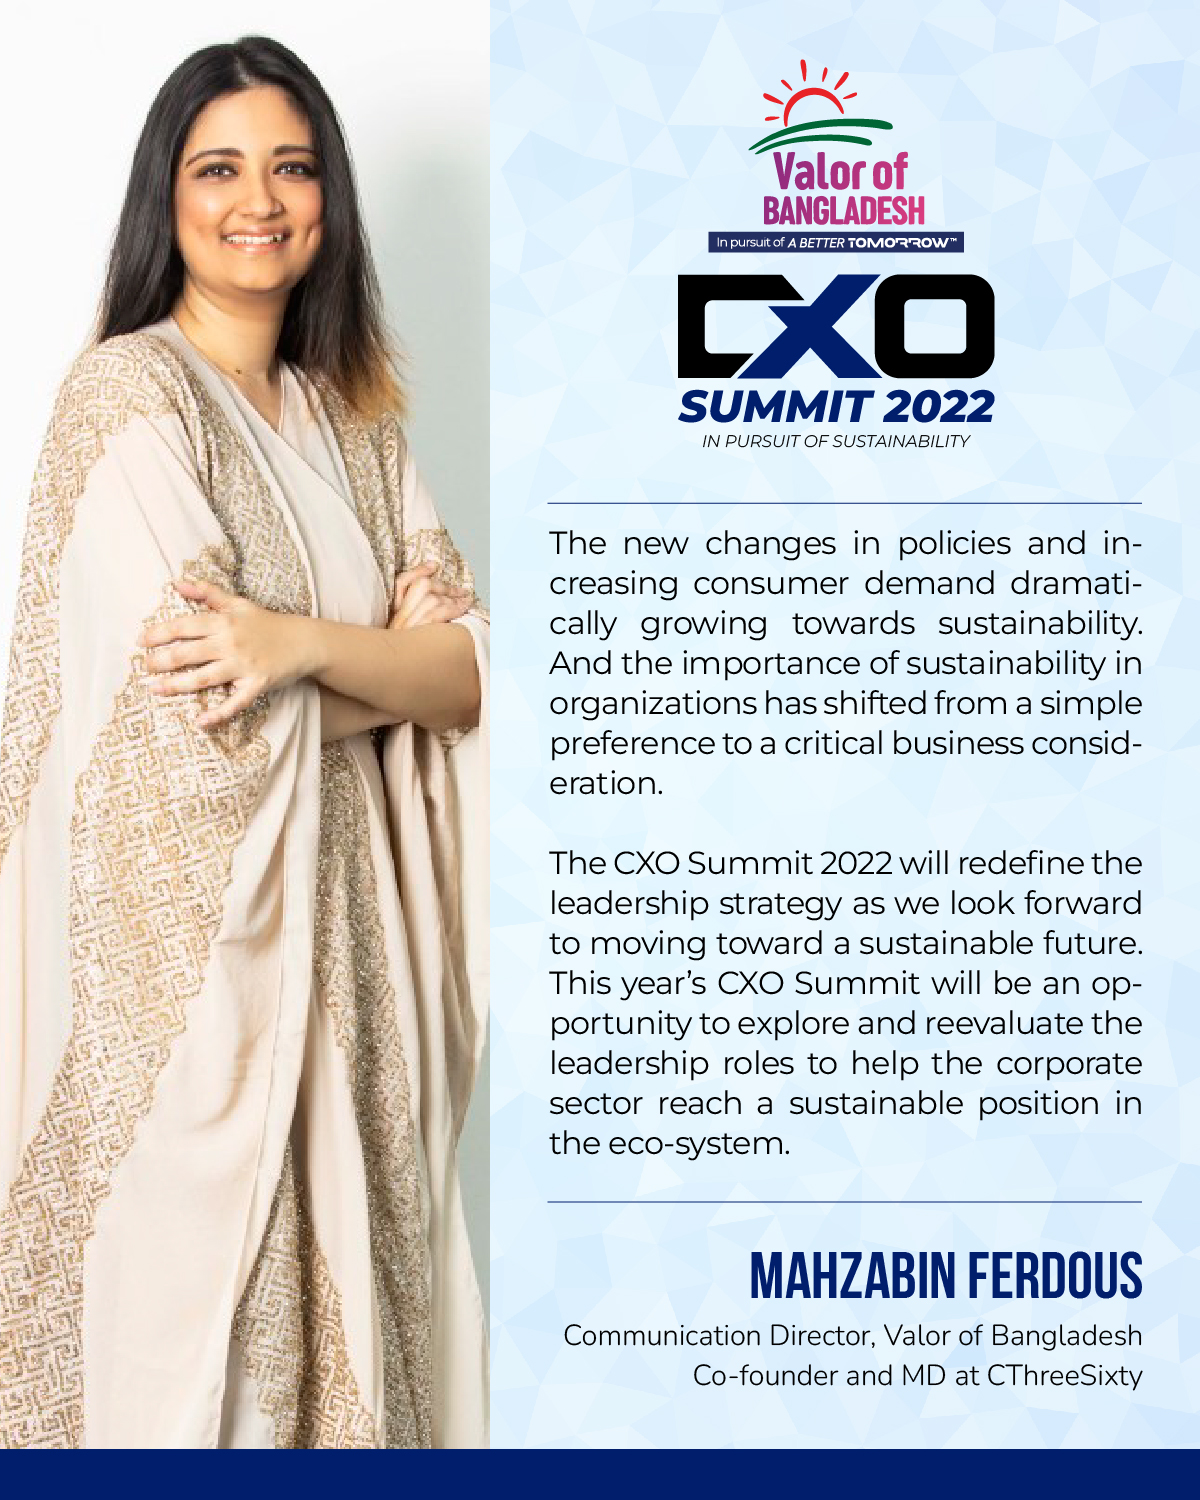 Valor of
BANGLADESH
In pursuit of A BETTER TOMORROW™
CXO
SUMMIT 2022
IN PURSUIT OF SUSTAINABILITY
The new changes in policies and in-
creasing consumer demand dramati-
cally growing towards sustainability.
And the importance of sustainability in
organizations has shifted from a simple
preference to a critical business consid-
eration.
The CXO Summit 2022 will redefine the
leadership strategy as we look forward
to moving toward a sustainable future.
This year’s CXO Summit will be an op-
portunity to explore and reevaluate the
leadership roles to help the corporate
sector reach a sustainable position in
the eco-system.
MAHZABIN FERDOUS
Communication Director, Valor of Bangladesh
Co-founder and MD at CThreeSixty